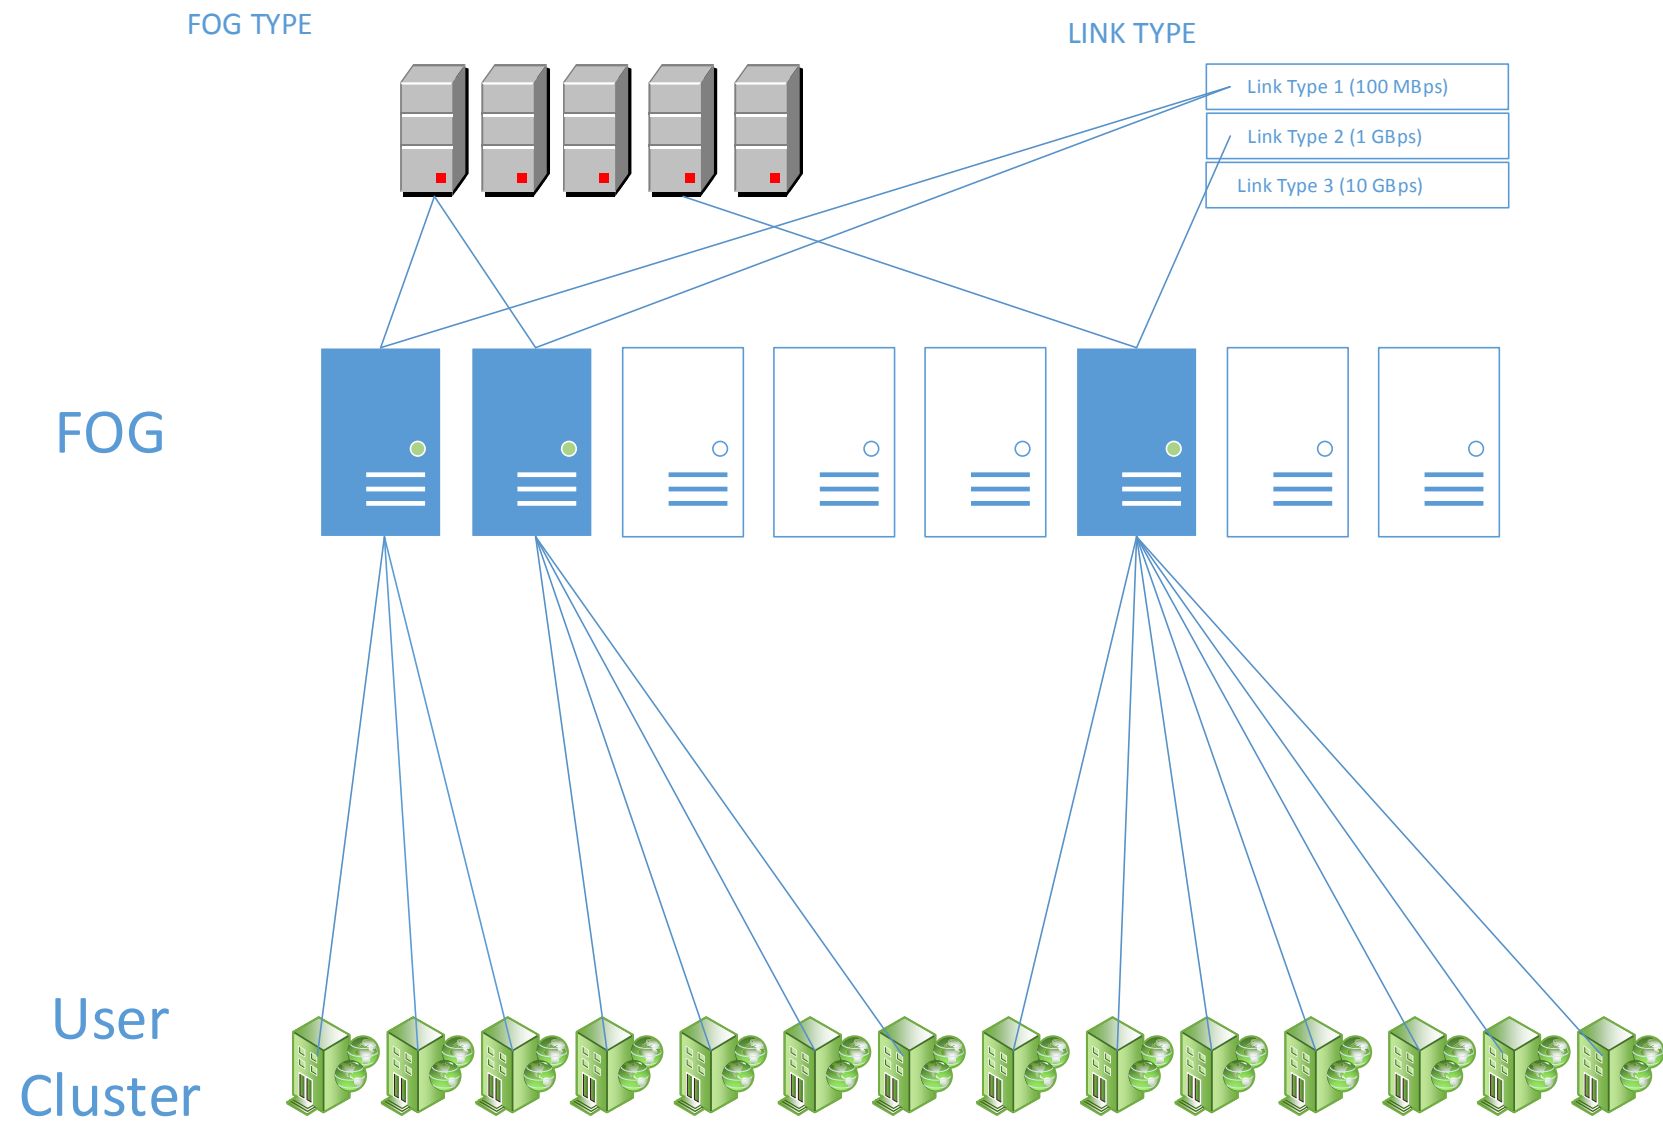 FOG TYPE
LINK TYPE
Link Type 1 (100 MBps)
Link Type 2 (1 GBps)
Link Type 3 (10 GBps)
FOG
User
Cluster